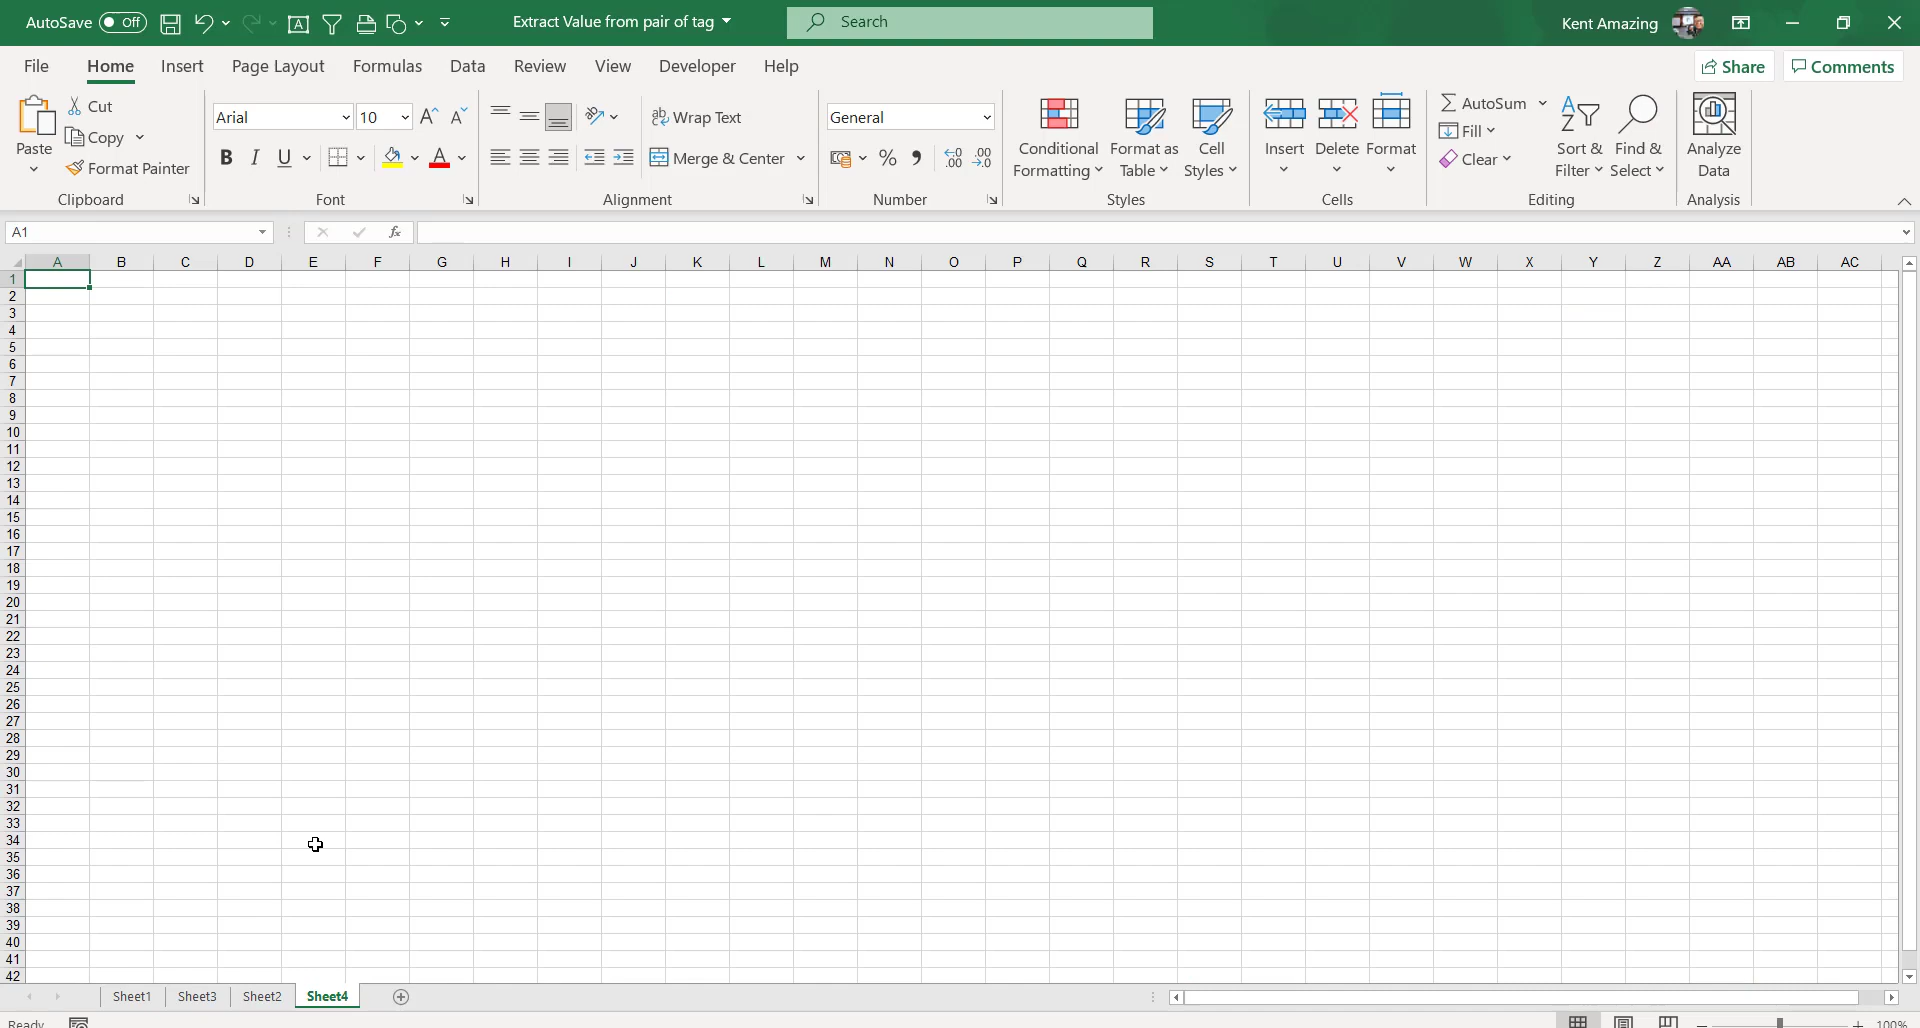 AutoSave Off
Extract Value from pair of tag
Search
Kent Amazing
File Home Insert Page Layout Formulas Data Review View Developer Help
Share Comments
Paste
Cut
Copy
Format Painter
Clipboard
Arial 10
B I U A
Font
Wrap Text
Merge & Center
Alignment
General
% 9 .00 .00
Number
Conditional Formatting
Format as Table
Cell Styles
Styles
Insert Delete Format
Cells
AutoSum
Fill
Clear
Sort & Filter
Find & Select
Editing
Analyze Data
Analysis
A1 fx
A B C D E F G H I J K L M N O P Q R S T U V W X Y Z AA AB AC
1
2
3
4
5
6
7
8
9
10
11
12
13
14
15
16
17
18
19
20
21
22
23
24
25
26
27
28
29
30
31
32
33
34
35
36
37
38
39
40
41
42
Sheet1 Sheet3 Sheet2 Sheet4
Ready 100%